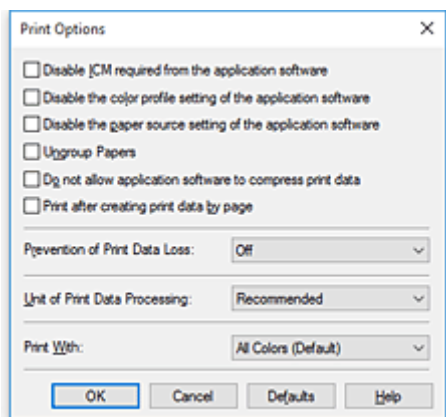 Print Options
Disable ICM required from the application software
Disable the color profile setting of the application software
Disable the paper source setting of the application software
Ungroup Papers
Do not allow application software to compress print data
Print after creating print data by page
Prevention of Print Data Loss: Off
Unit of Print Data Processing: Recommended
Print With: All Colors (Default)
OK Cancel Defaults Help